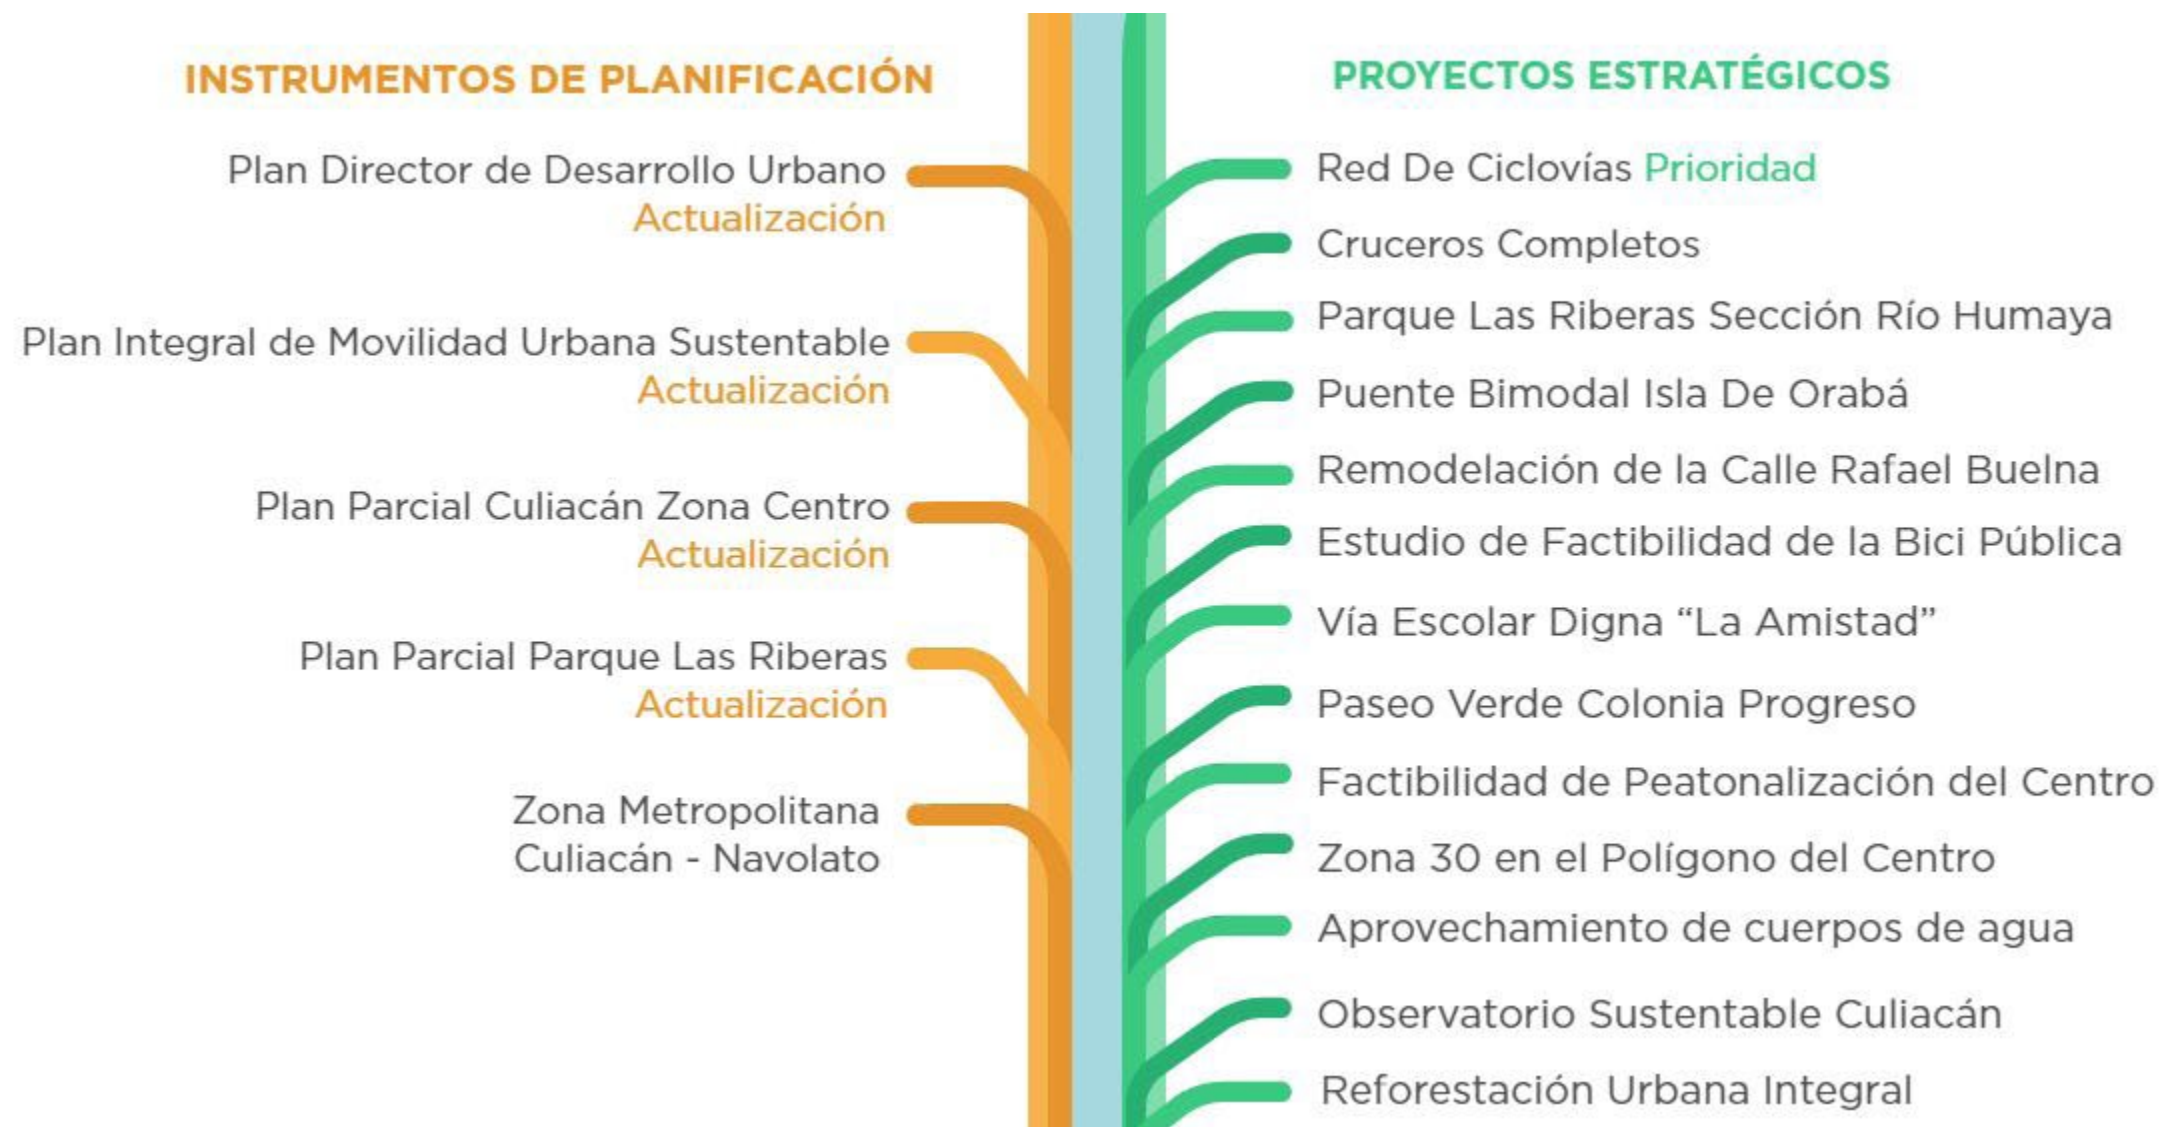 INSTRUMENTOS DE PLANIFICACIÓN
Plan Director de Desarrollo Urbano
Actualización
Plan Integral de Movilidad Urbana Sustentable
Actualización
Plan Parcial Culiacán Zona Centro
Actualización
Plan Parcial Parque Las Riberas
Actualización
Zona Metropolitana
Culiacán - Navolato
PROYECTOS ESTRATÉGICOS
Red De Ciclovías Prioridad
Cruceros Completos
Parque Las Riberas Sección Río Humaya
Puente Bimodal Isla De Orabá
Remodelación de la Calle Rafael Buelna
Estudio de Factibilidad de la Bici Pública
Vía Escolar Digna “La Amistad”
Paseo Verde Colonia Progreso
Factibilidad de Peatonalización del Centro
Zona 30 en el Polígono del Centro
Aprovechamiento de cuerpos de agua
Observatorio Sustentable Culiacán
Reforestación Urbana Integral